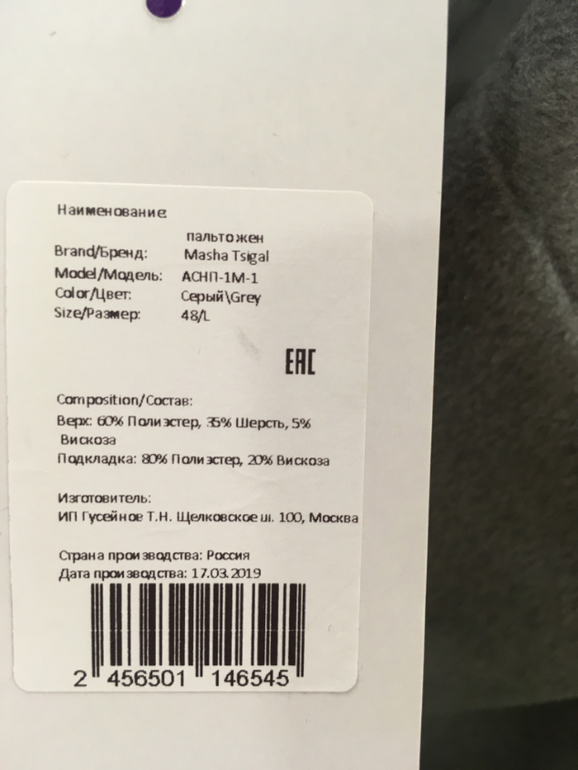 Наименование
пальто жен
Brand/Бренд: Masha Tsigal
Model/Модель: АСНП-1М-1
Color/Цвет: Серый\Grey
Size/Размер: 48/L
EAC
Composition/Состав:
Верх: 60% Полиэстер, 35% Шерсть, 5%
Вискоза
Подкладка: 80% Полиэстер, 20% Вискоза
Изготовитель:
ИП Гусейнов Т.Н. Щелковское ш. 100, Москва
Страна производства: Россия
Дата производства: 17.03.2019
2 456501 146545